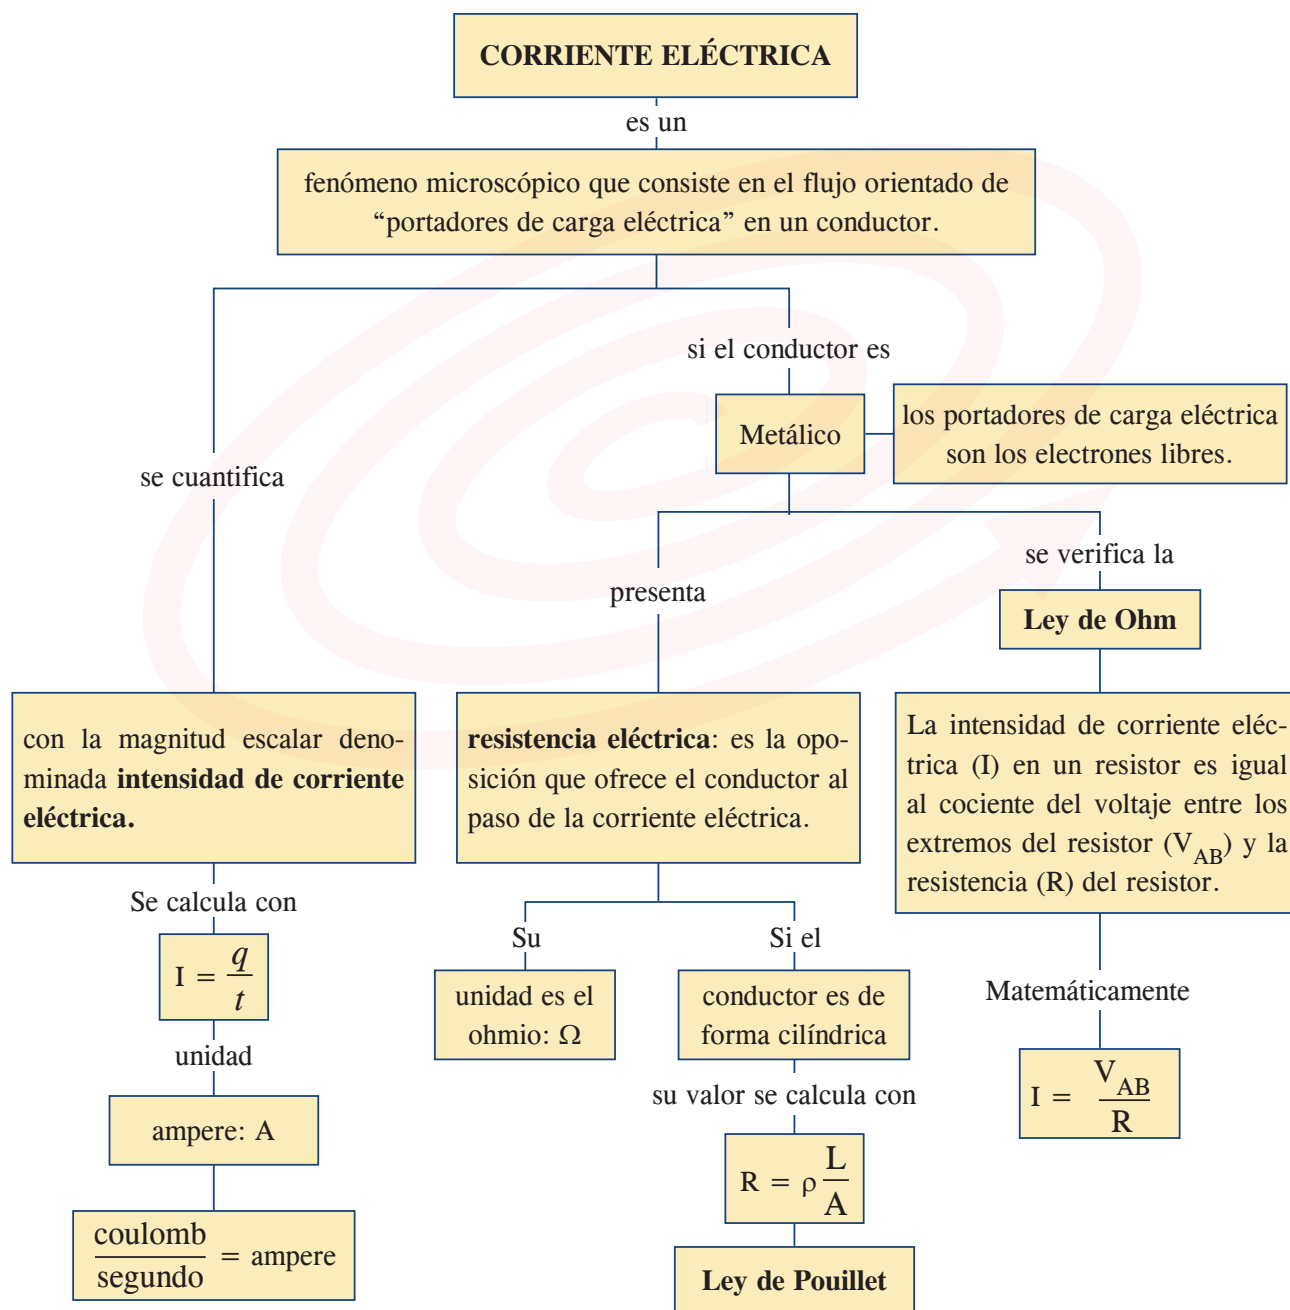 CORRIENTE ELÉCTRICA
es un
fenómeno microscópico que consiste en el flujo orientado de
“portadores de carga eléctrica” en un conductor.
se cuantifica
con la magnitud escalar deno-
minada intensidad de corriente
eléctrica.
Se calcula con
I = q/t
unidad
ampere: A
coulomb/segundo = ampere
si el conductor es
Metálico
los portadores de carga eléctrica
son los electrones libres.
presenta
resistencia eléctrica: es la opo-
sición que ofrece el conductor al
paso de la corriente eléctrica.
Su
unidad es el
ohmio: Ω
Si el
conductor es de
forma cilíndrica
su valor se calcula con
R = ρ L/A
Ley de Pouillet
se verifica la
Ley de Ohm
La intensidad de corriente eléc-
trica (I) en un resistor es igual
al cociente del voltaje entre los
extremos del resistor (V_AB) y la
resistencia (R) del resistor.
Matemáticamente
I = V_AB/R